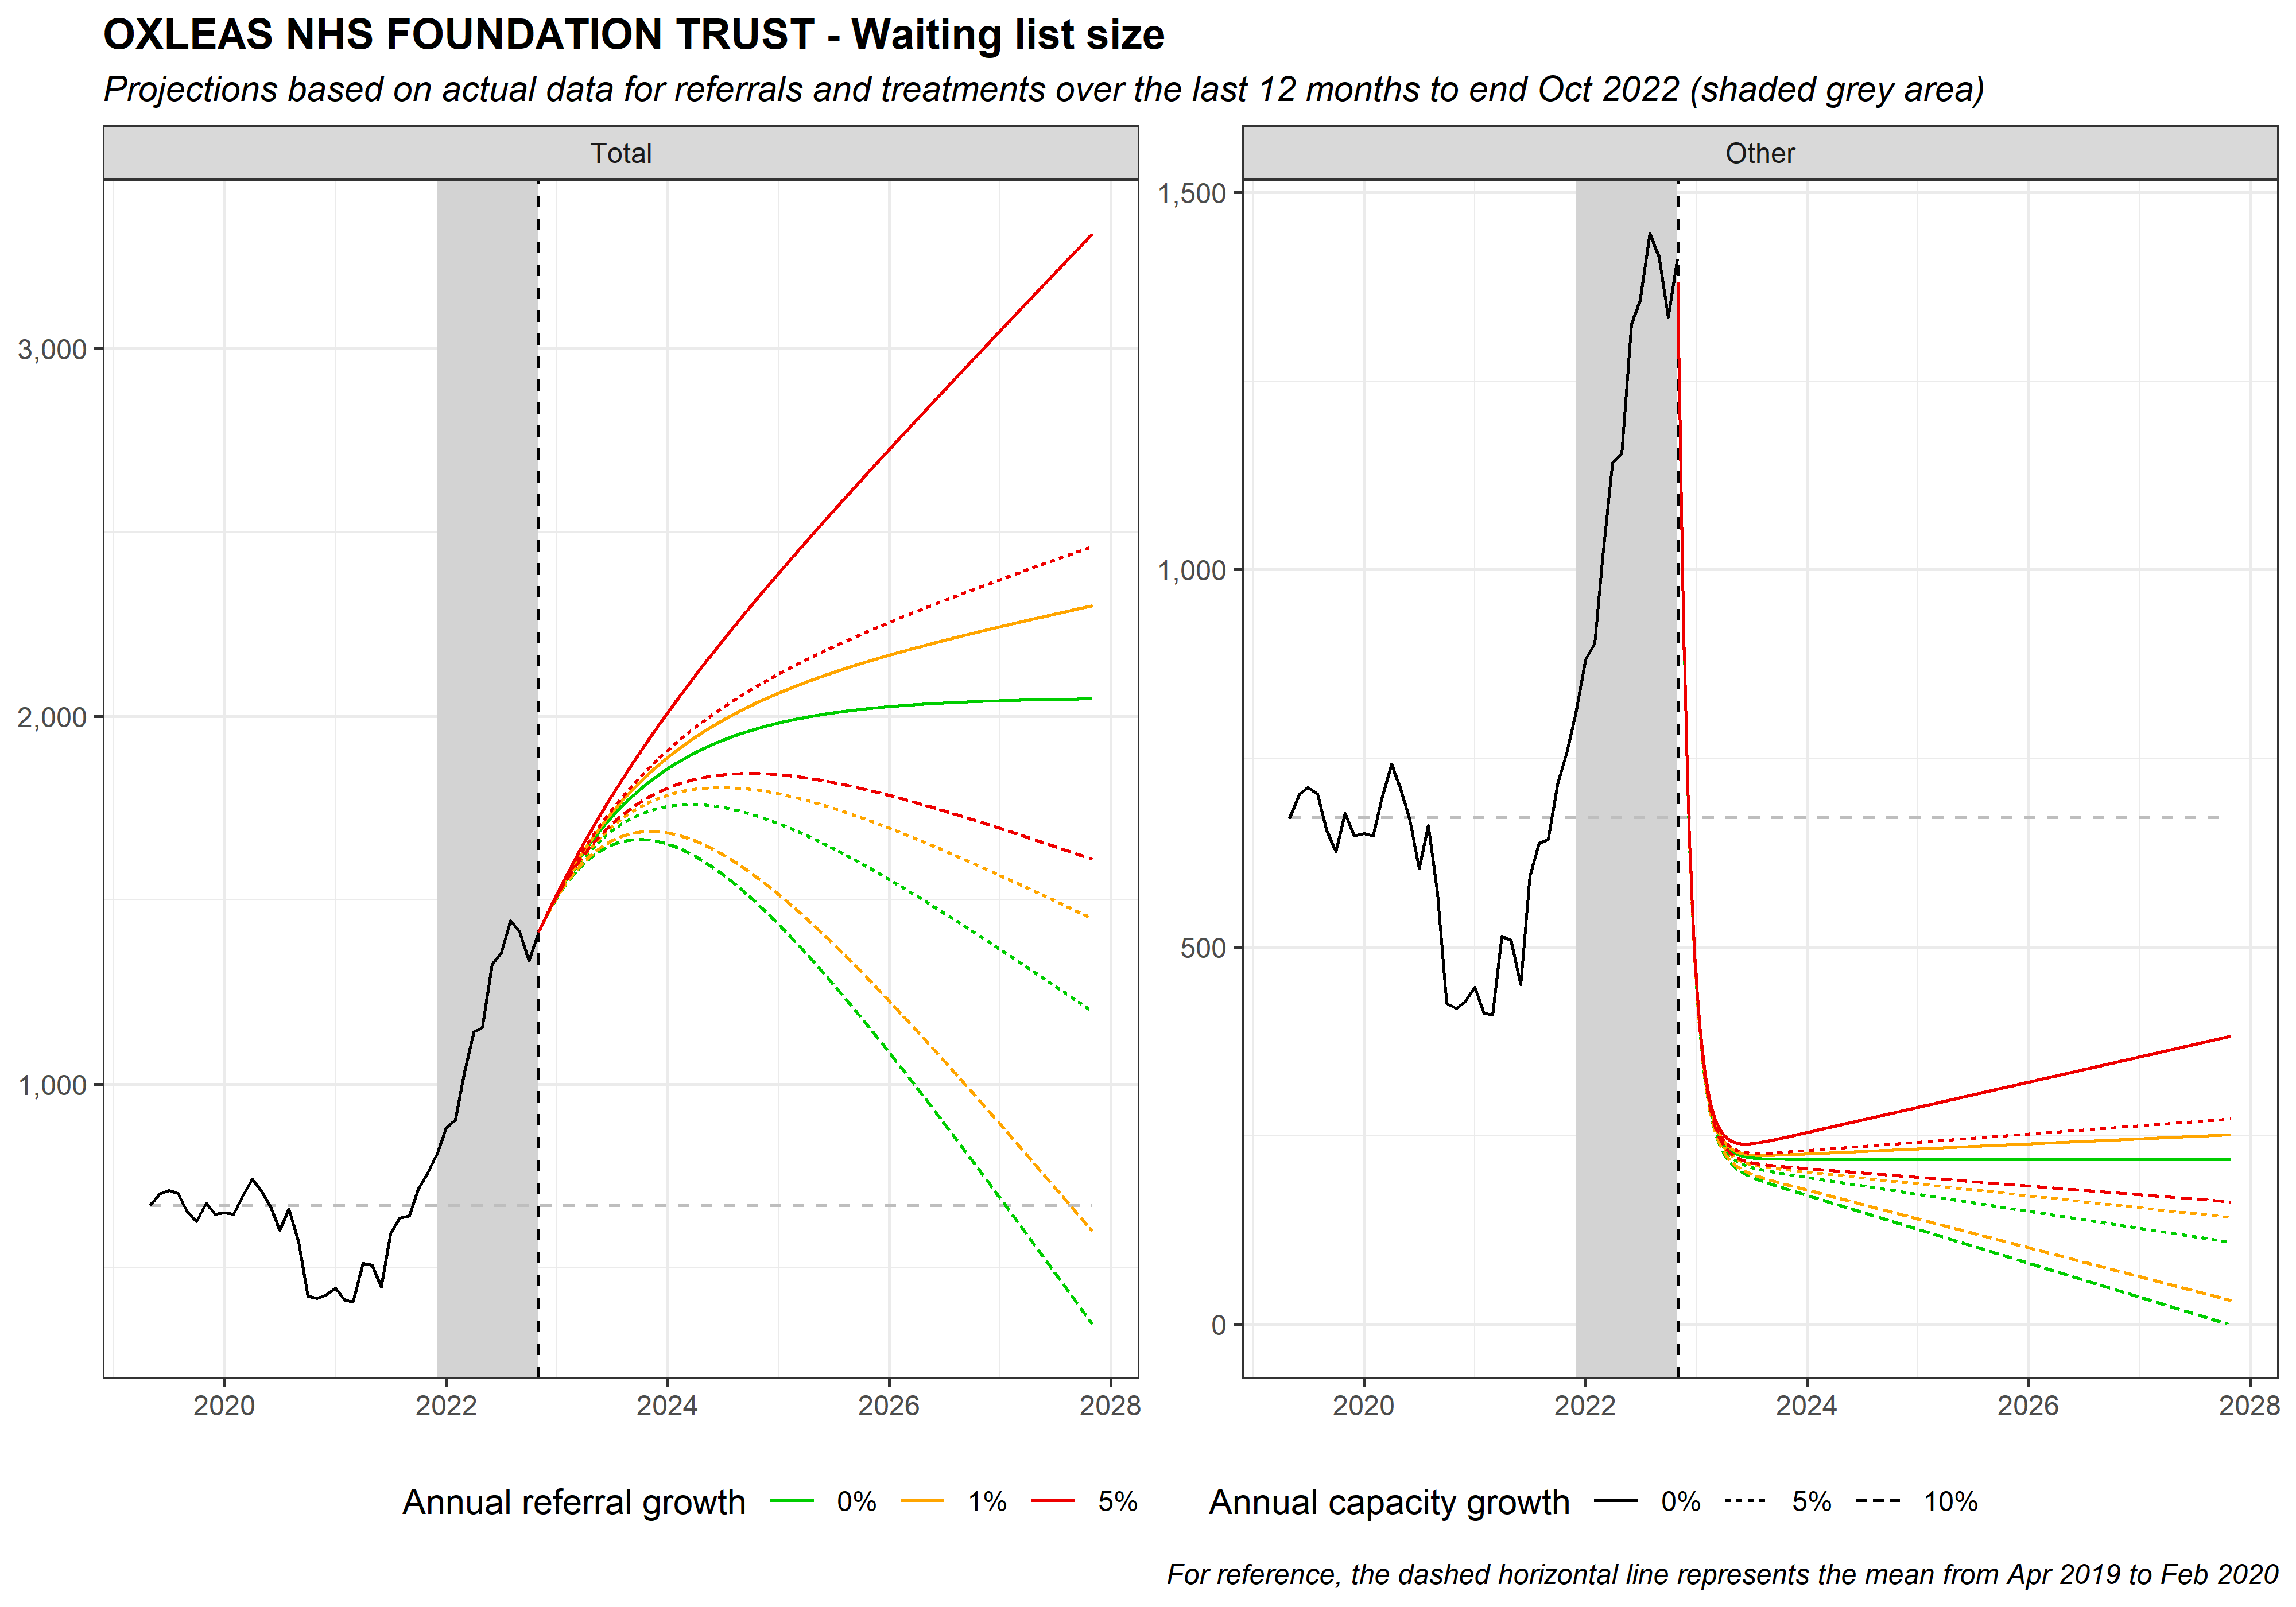 OXLEAS NHS FOUNDATION TRUST - Waiting list size
Projections based on actual data for referrals and treatments over the last 12 months to end Oct 2022 (shaded grey area)
Total
Other
3,000
2,000
1,000
1,500
1,000
500
0
2020 2022 2024 2026 2028
2020 2022 2024 2026 2028
Annual referral growth 0% 1% 5%
Annual capacity growth 0% 5% 10%
For reference, the dashed horizontal line represents the mean from Apr 2019 to Feb 2020